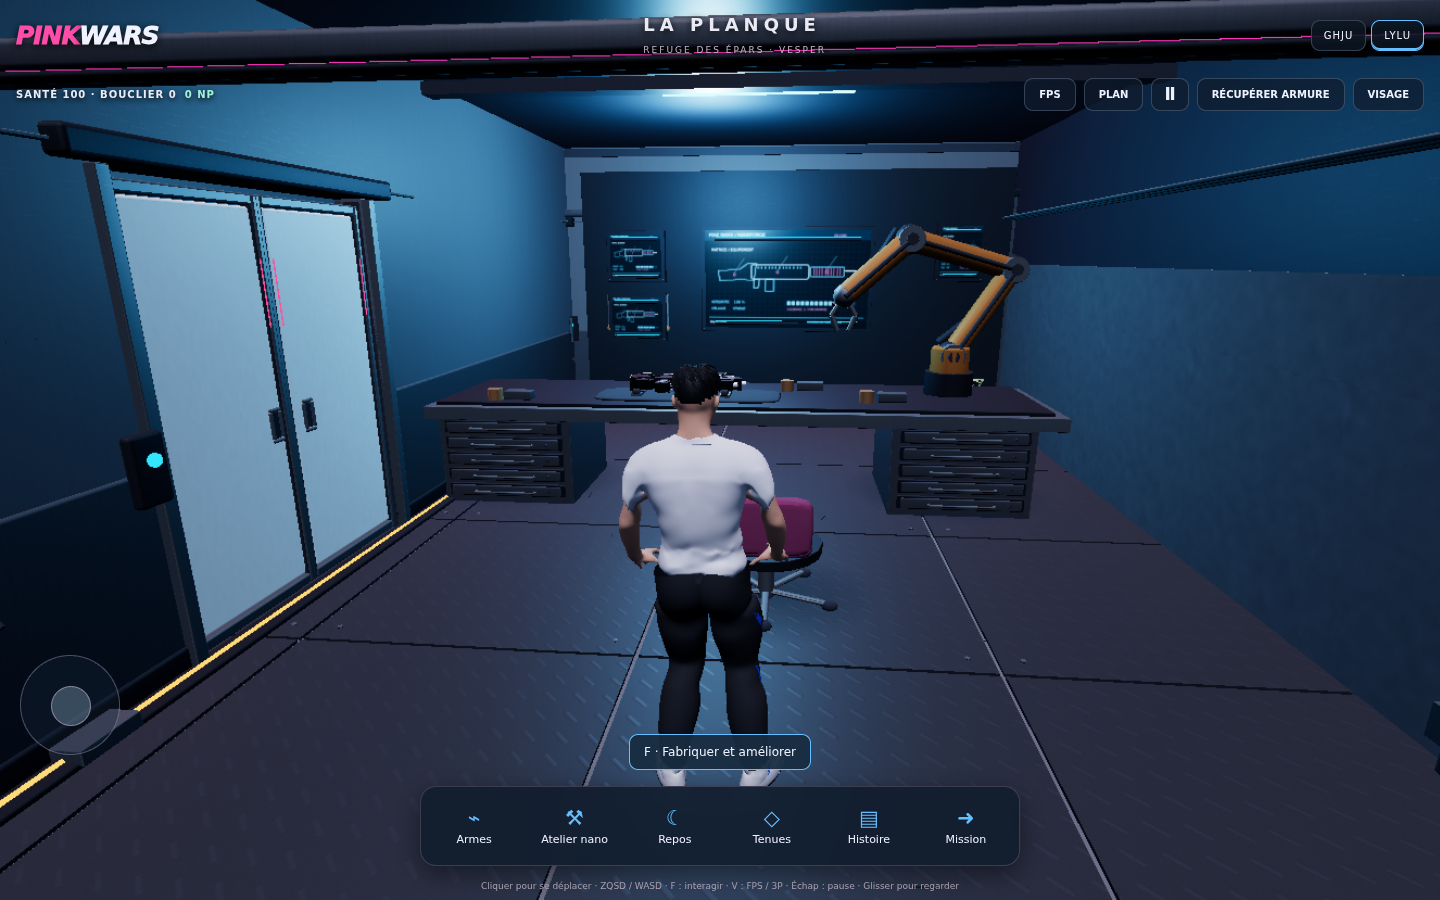 PINKWARS
LA PLANQUE
REFUGE DES ÉPARS · VESPER
GHJU
LYLU
SANTÉ 100 · BOUCLIER 0 0 NP
FPS
PLAN
RÉCUPÉRER ARMURE
VISAGE
F · Fabriquer et améliorer
Armes
Atelier nano
Repos
Tenues
Histoire
Mission
Cliquer pour se déplacer · ZQSD / WASD · F : interagir · V : FPS / 3P · Échap : pause · Glisser pour regarder